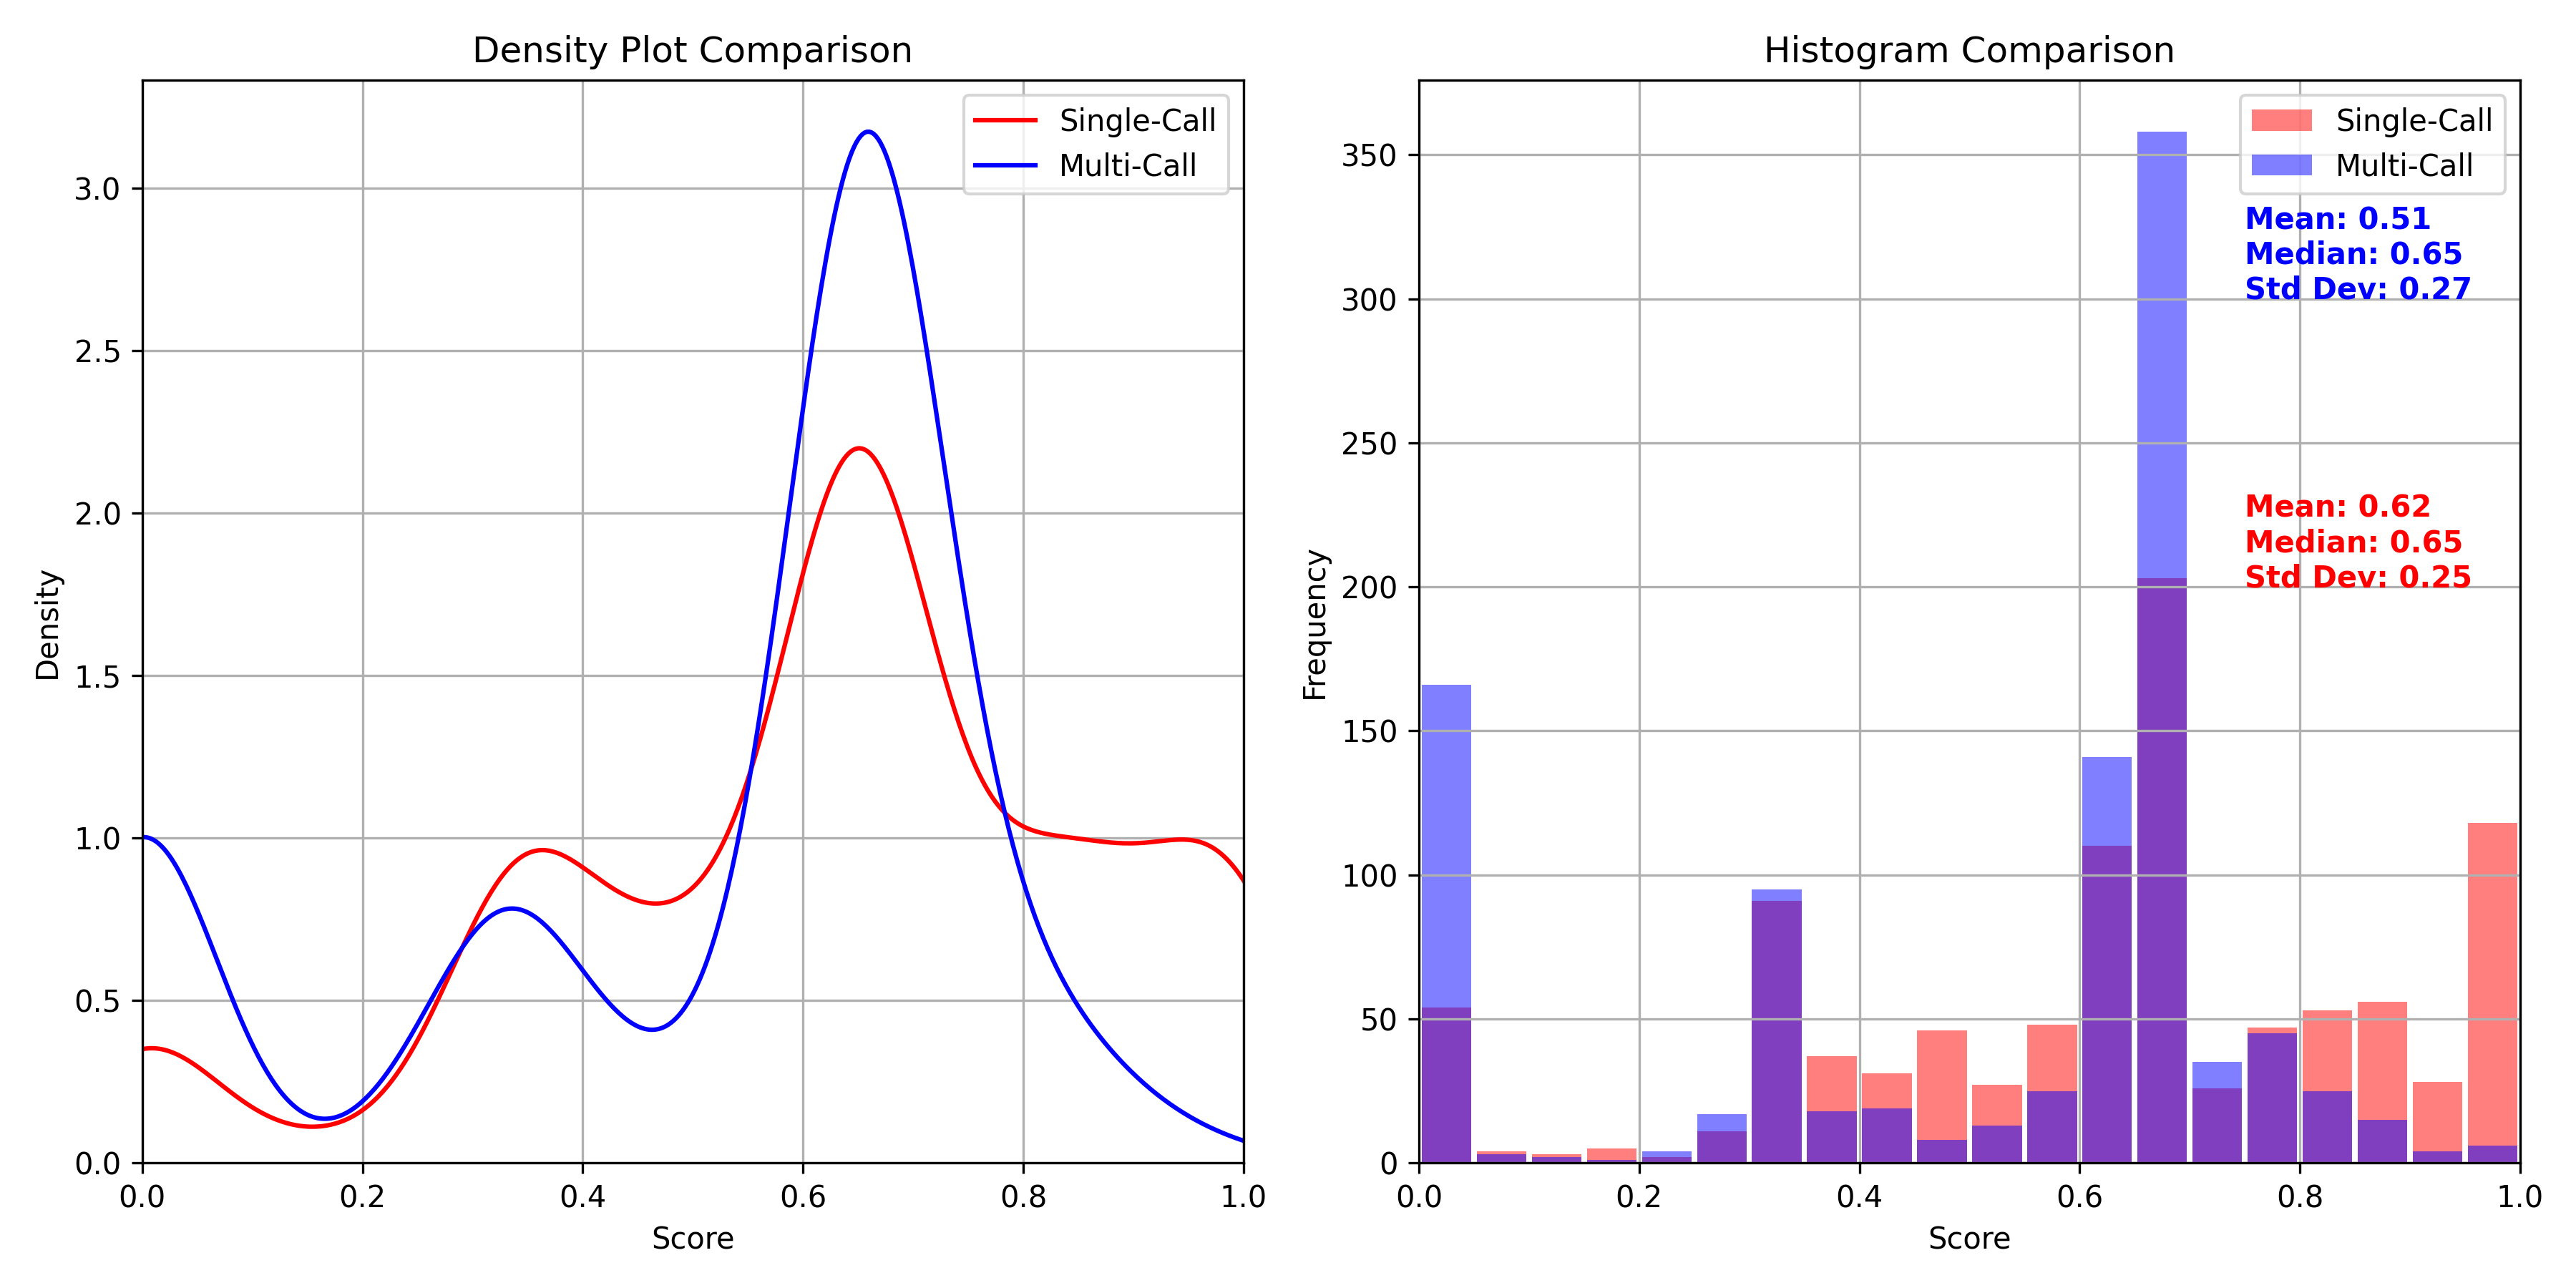 Density Plot Comparison
Single-Call
Multi-Call
3.0
2.5
2.0
1.5
1.0
0.5
0.0
Density
0.0 0.2 0.4 0.6 0.8 1.0
Score
Histogram Comparison
Single-Call
Multi-Call
Mean: 0.51
Median: 0.65
Std Dev: 0.27
Mean: 0.62
Median: 0.65
Std Dev: 0.25
350
300
250
200
150
100
50
0
Frequency
0.0 0.2 0.4 0.6 0.8 1.0
Score